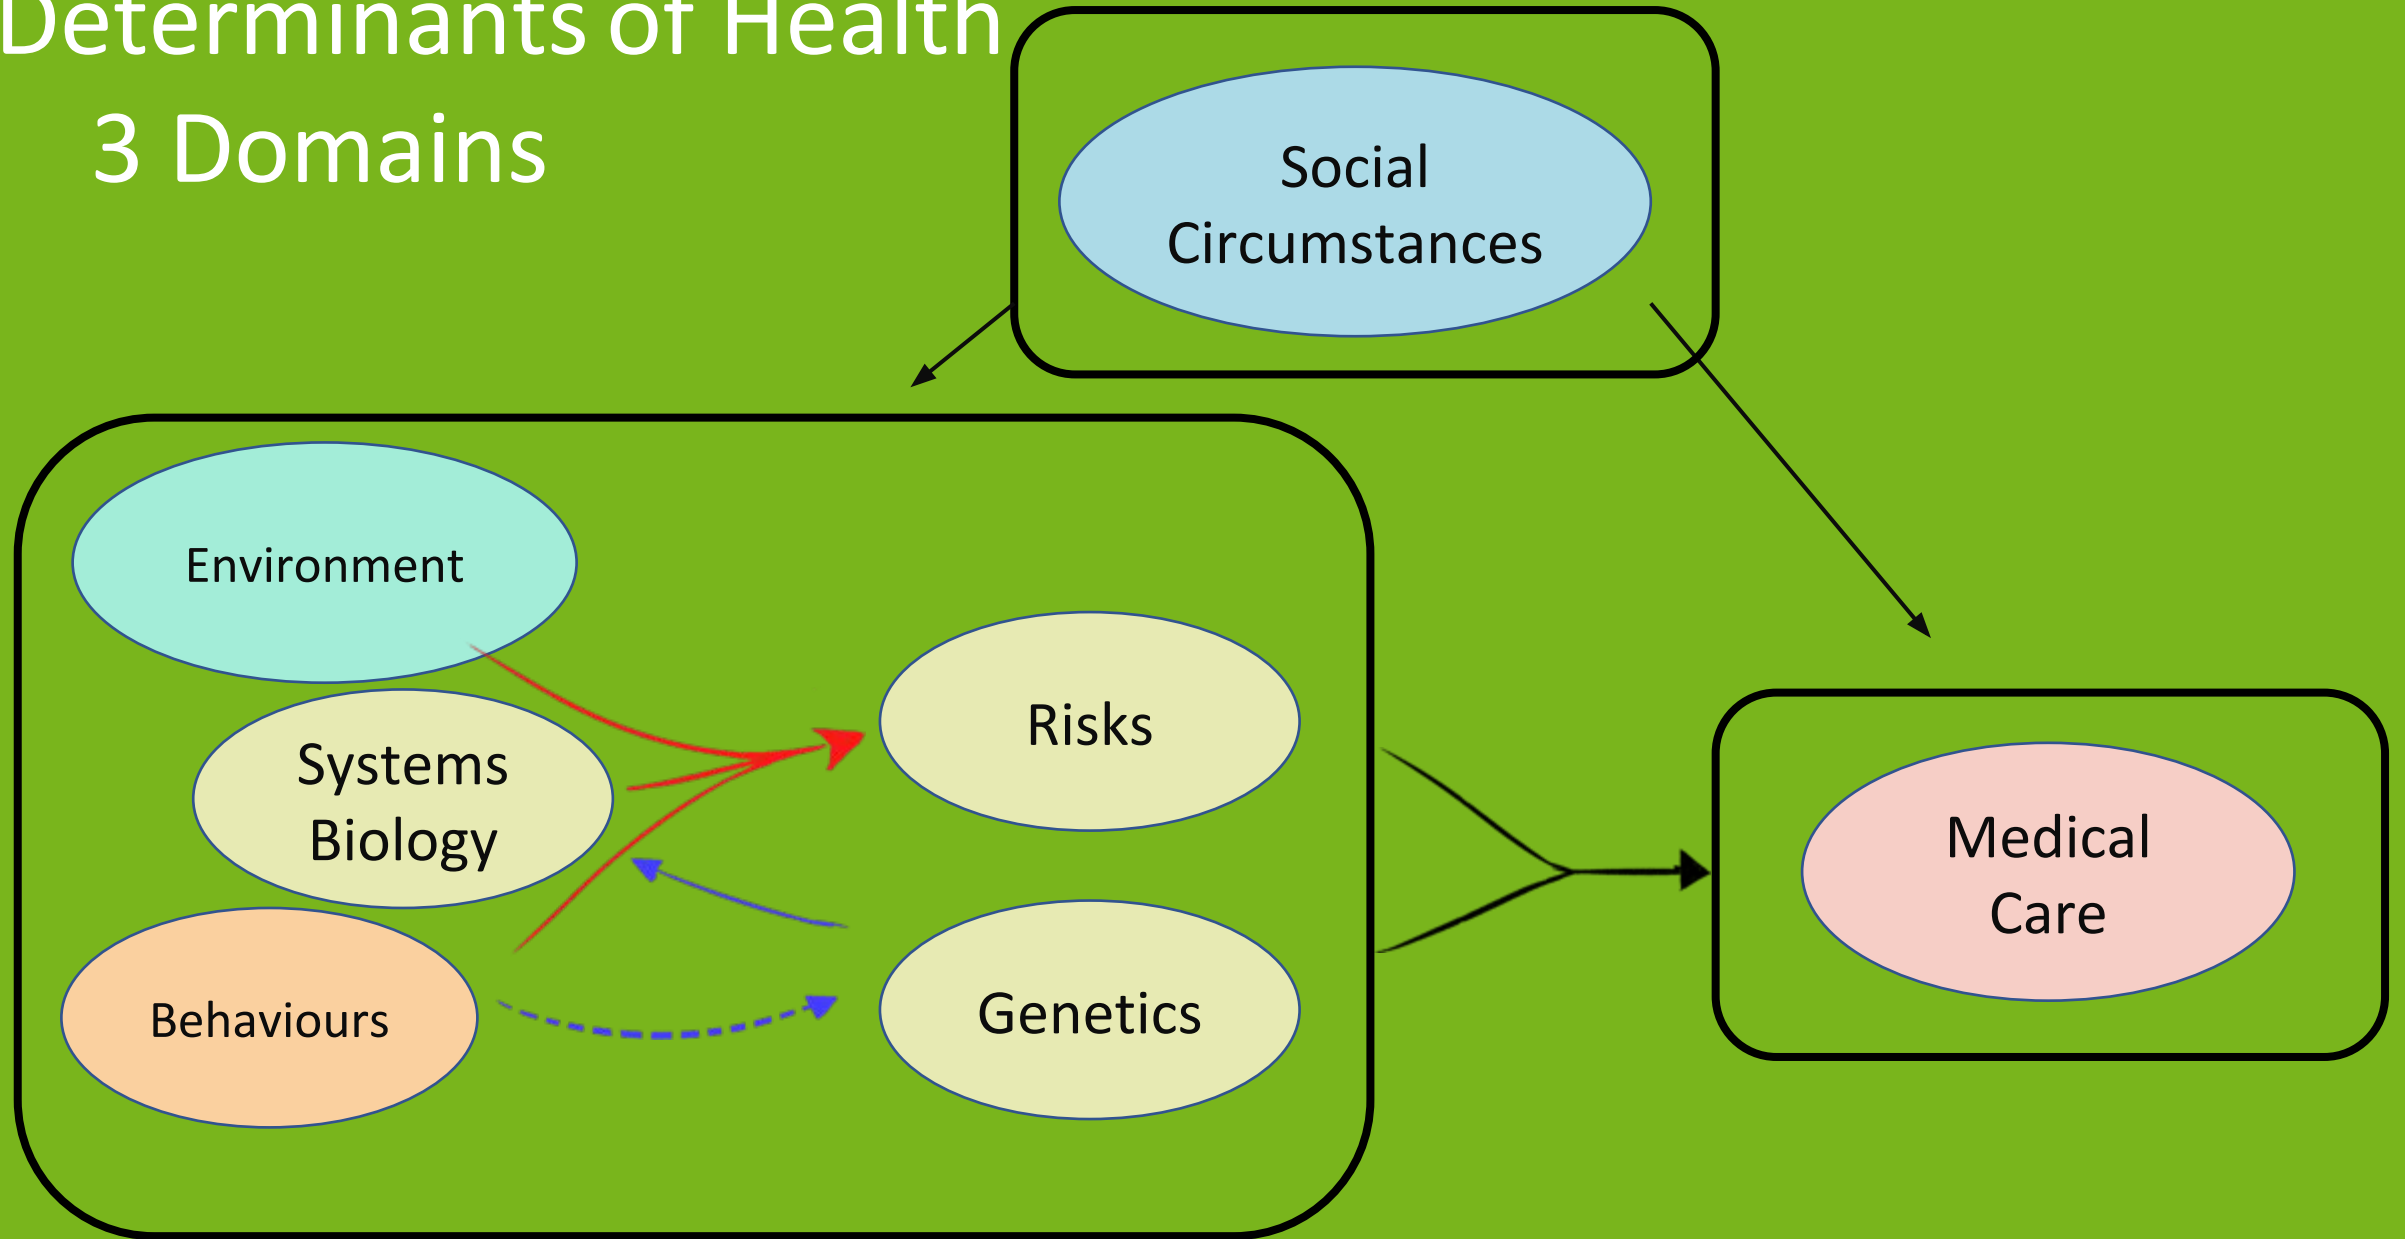 Determinants of Health
3 Domains
Social
Circumstances
Environment
Systems
Biology
Behaviours
Risks
Genetics
Medical
Care